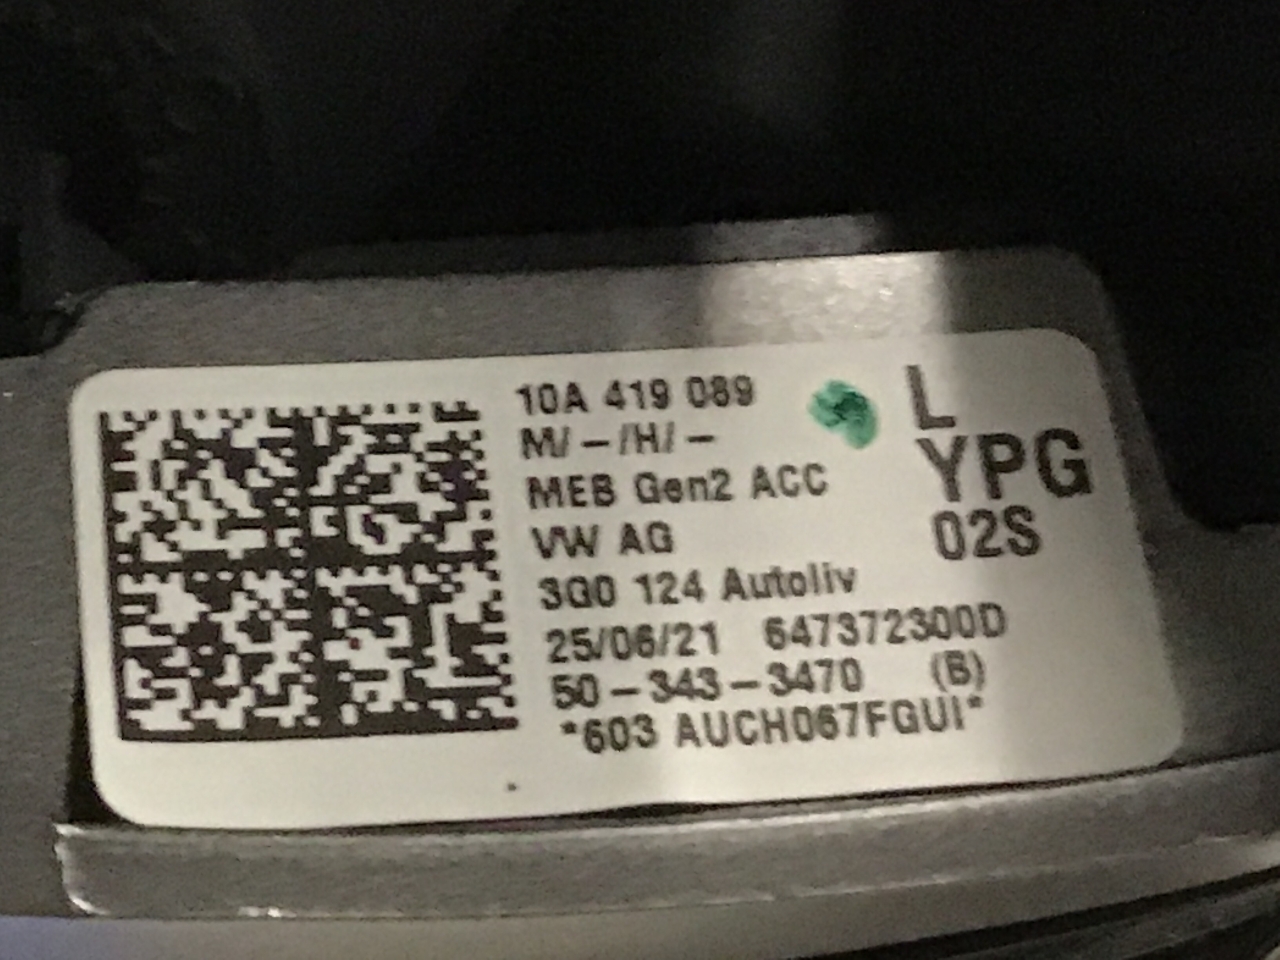 10A 419 089
M/-/H/-
MEB Gen2 ACC
VW AG
3G0 124 Autoliv
25/06/21 647372300D
50-343-3470 (B)
*603 AUCH067FGUI*
L
YPG
02S